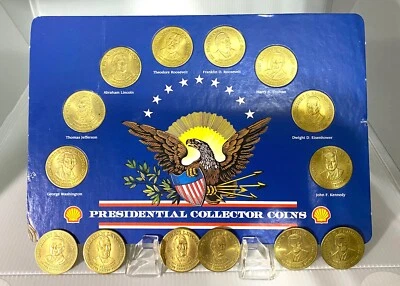 Theodore Roosevelt
Franklin D. Roosevelt
Abraham Lincoln
Harry S. Truman
Thomas Jefferson
Dwight D. Eisenhower
George Washington
John F. Kennedy
PRESIDENTIAL COLLECTOR COINS